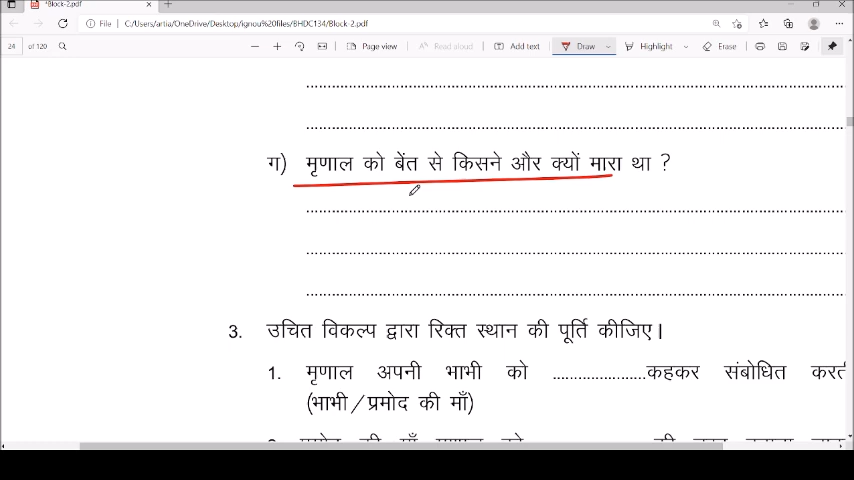 *Block-2.pdf
File C:/Users/artia/OneDrive/Desktop/ignou%20files/BHDC134/Block-2.pdf
24 of 120 Page view Read aloud Add text Draw Highlight Erase
ग) मृणाल को बेंत से किसने और क्यों मारा था ?
3. उचित विकल्प द्वारा रिक्त स्थान की पूर्ति कीजिए।
1. मृणाल अपनी भाभी को ......................कहकर संबोधित करत
(भाभी/प्रमोद की माँ)